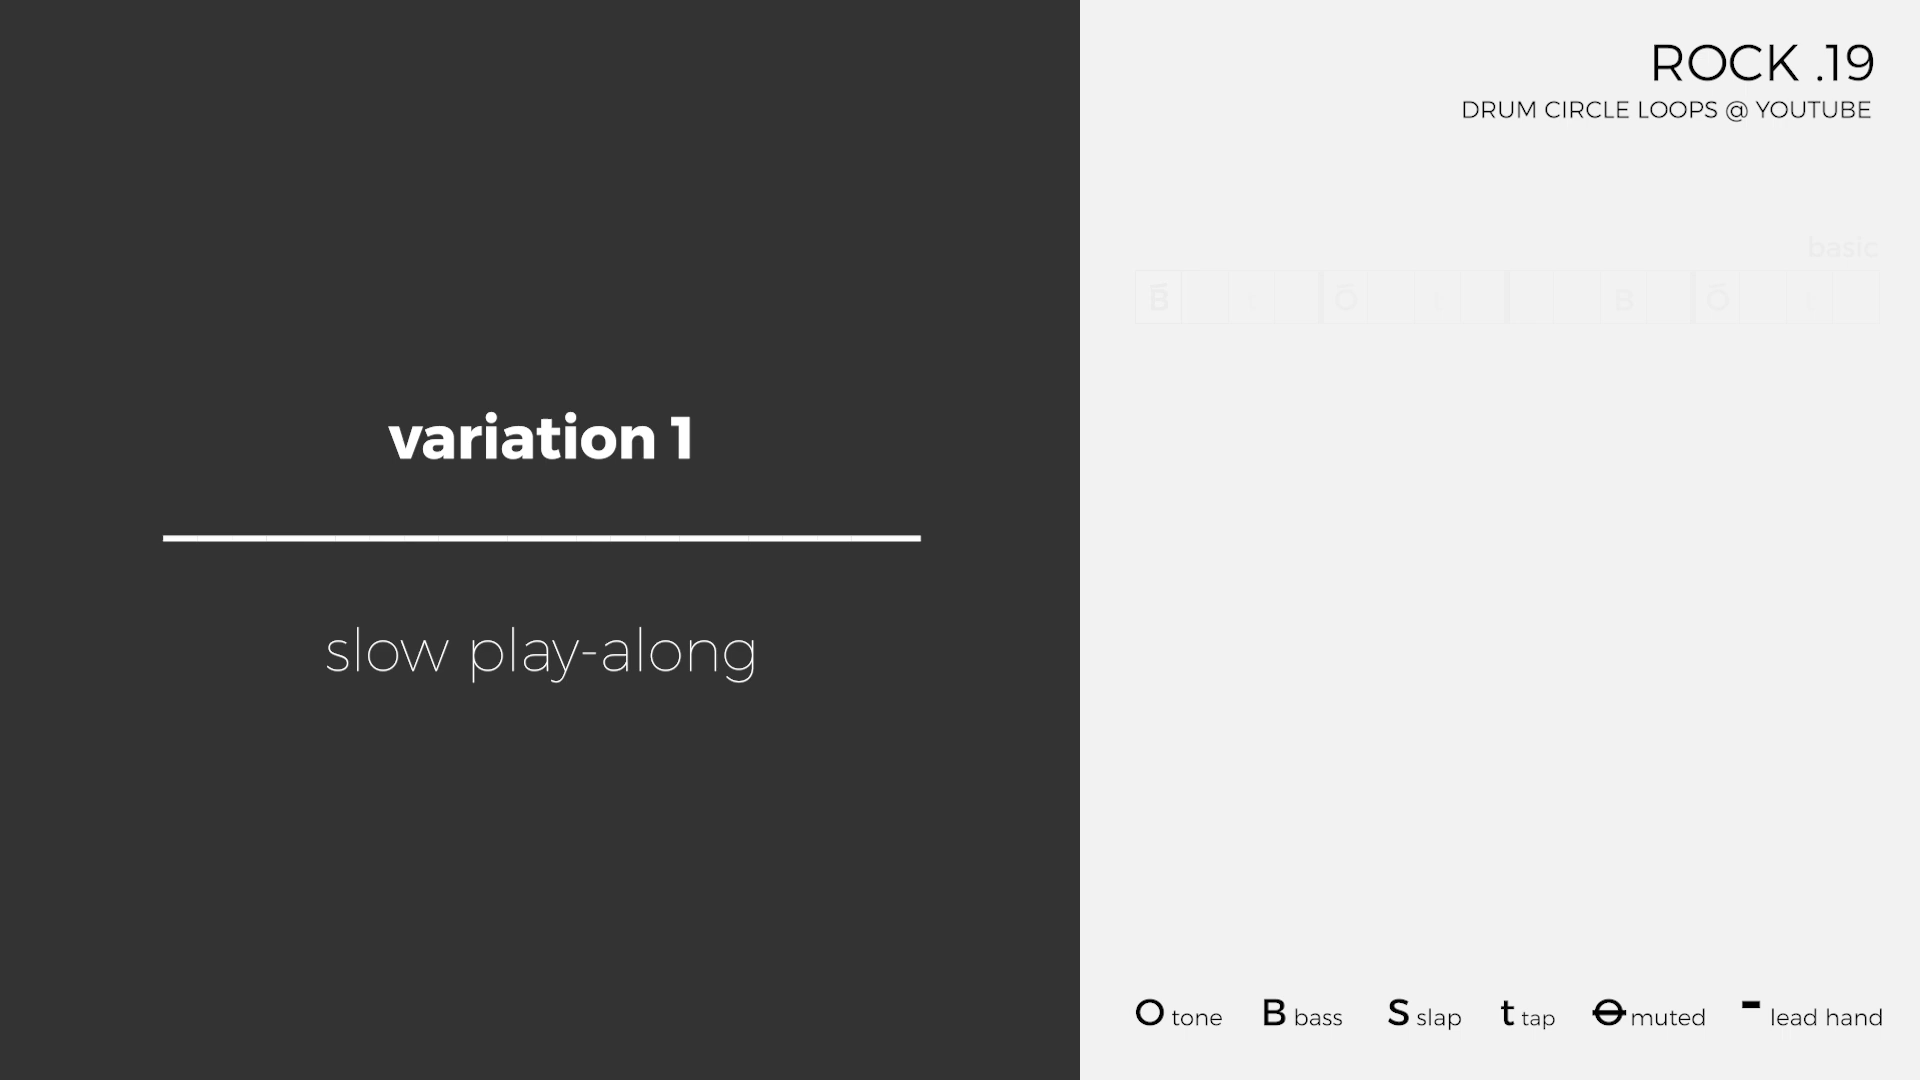 variation 1
slow play-along
ROCK .19
DRUM CIRCLE LOOPS @ YOUTUBE
basic
B̄ t Ō t B Ō t
O tone B bass S slap t tap Ꝋ muted - lead hand